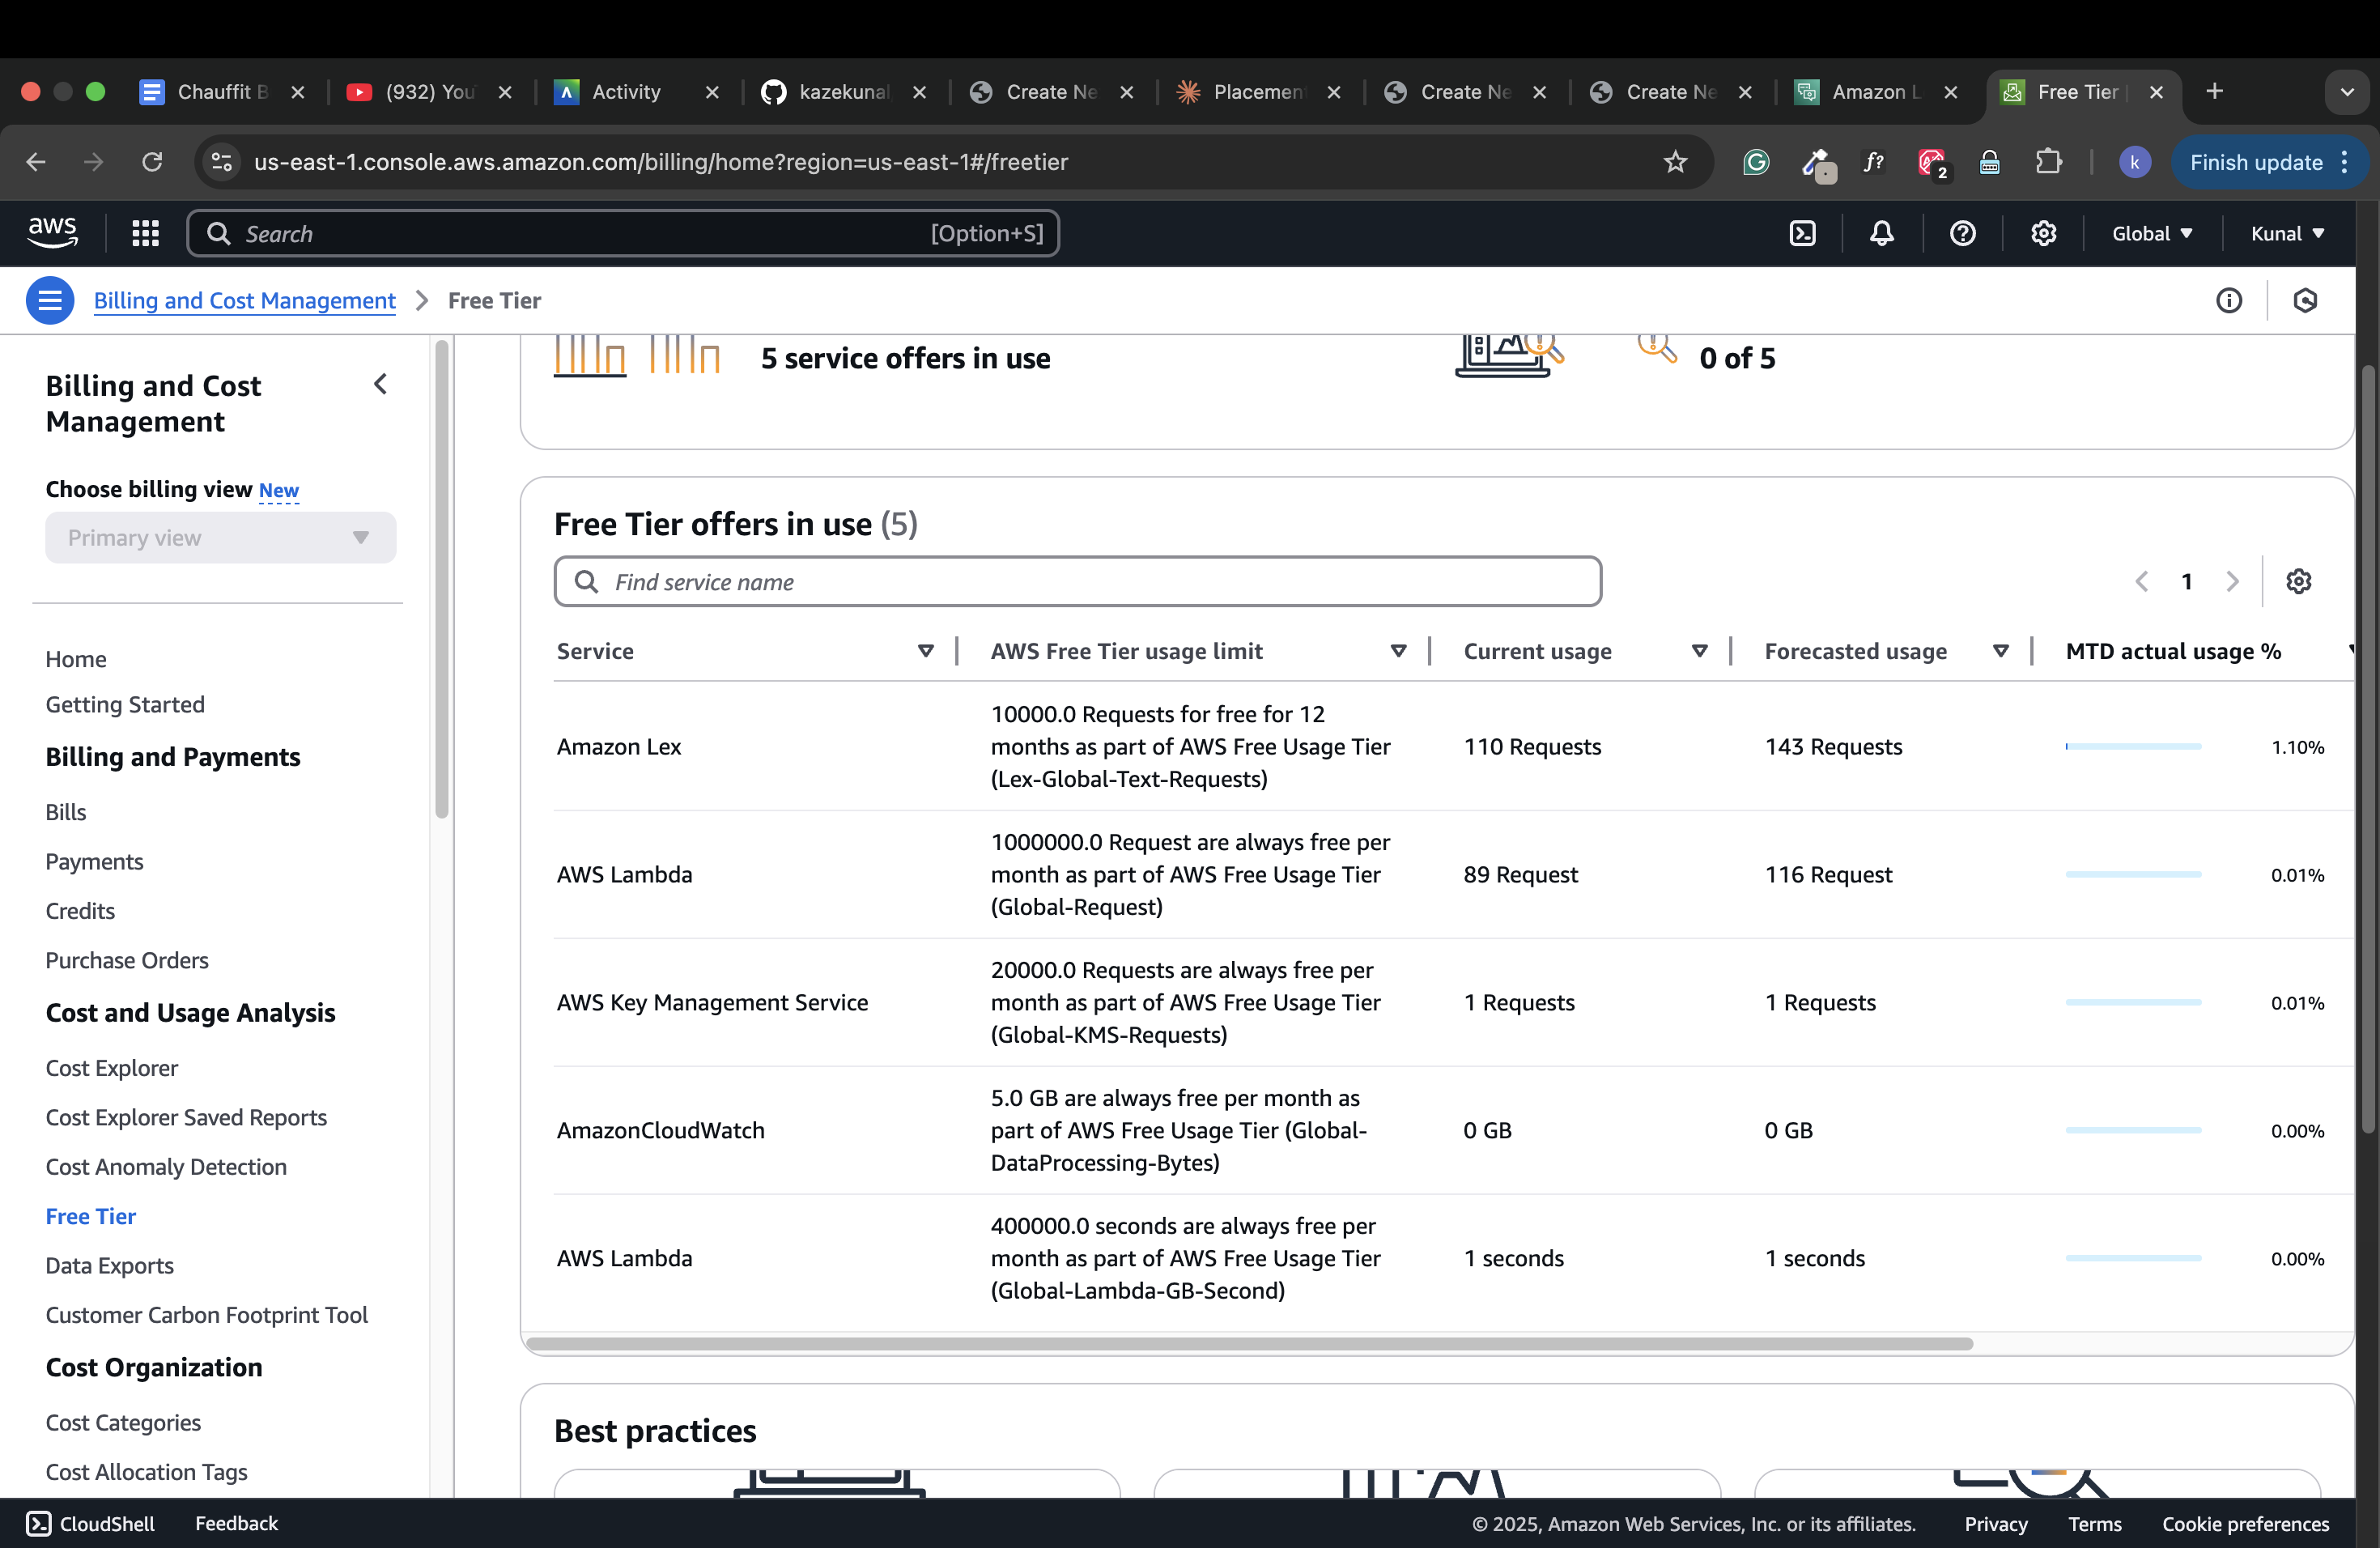 Chauffit B
(932) You
Activity
kazekunal
Create Ne
Placemen
Create Ne
Create Ne
Amazon L
Free Tier
us-east-1.console.aws.amazon.com/billing/home?region=us-east-1#/freetier
f?
2
k
Finish update
aws
Search
[Option+S]
Global
Kunal
Billing and Cost Management
Free Tier
Billing and Cost
Management
Choose billing view New
Primary view
Home
Getting Started
Billing and Payments
Bills
Payments
Credits
Purchase Orders
Cost and Usage Analysis
Cost Explorer
Cost Explorer Saved Reports
Cost Anomaly Detection
Free Tier
Data Exports
Customer Carbon Footprint Tool
Cost Organization
Cost Categories
Cost Allocation Tags
5 service offers in use
0 of 5
Free Tier offers in use (5)
Find service name
1
Service
AWS Free Tier usage limit
Current usage
Forecasted usage
MTD actual usage %
Amazon Lex
10000.0 Requests for free for 12
months as part of AWS Free Usage Tier
(Lex-Global-Text-Requests)
110 Requests
143 Requests
1.10%
AWS Lambda
1000000.0 Request are always free per
month as part of AWS Free Usage Tier
(Global-Request)
89 Request
116 Request
0.01%
AWS Key Management Service
20000.0 Requests are always free per
month as part of AWS Free Usage Tier
(Global-KMS-Requests)
1 Requests
1 Requests
0.01%
AmazonCloudWatch
5.0 GB are always free per month as
part of AWS Free Usage Tier (Global-
DataProcessing-Bytes)
0 GB
0 GB
0.00%
AWS Lambda
400000.0 seconds are always free per
month as part of AWS Free Usage Tier
(Global-Lambda-GB-Second)
1 seconds
1 seconds
0.00%
Best practices
CloudShell
Feedback
© 2025, Amazon Web Services, Inc. or its affiliates.
Privacy
Terms
Cookie preferences